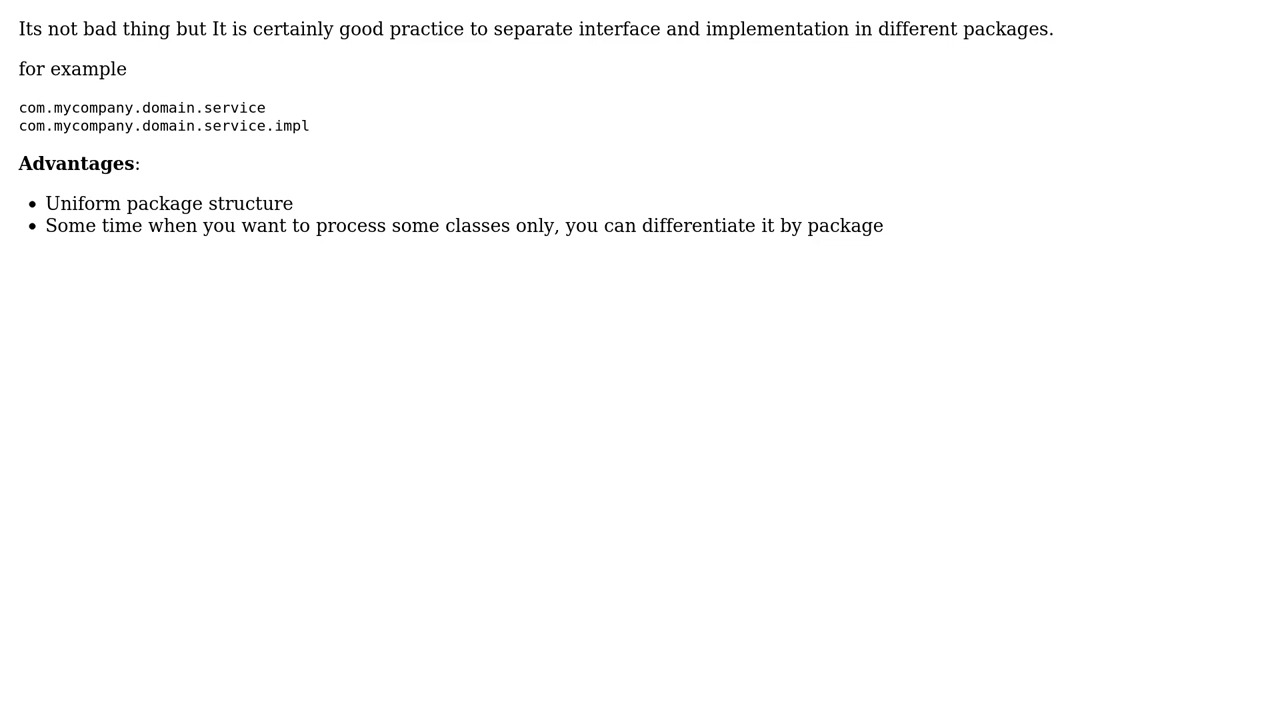 Its not bad thing but It is certainly good practice to separate interface and implementation in different packages.
for example
com.mycompany.domain.service
com.mycompany.domain.service.impl
Advantages:
• Uniform package structure
• Some time when you want to process some classes only, you can differentiate it by package